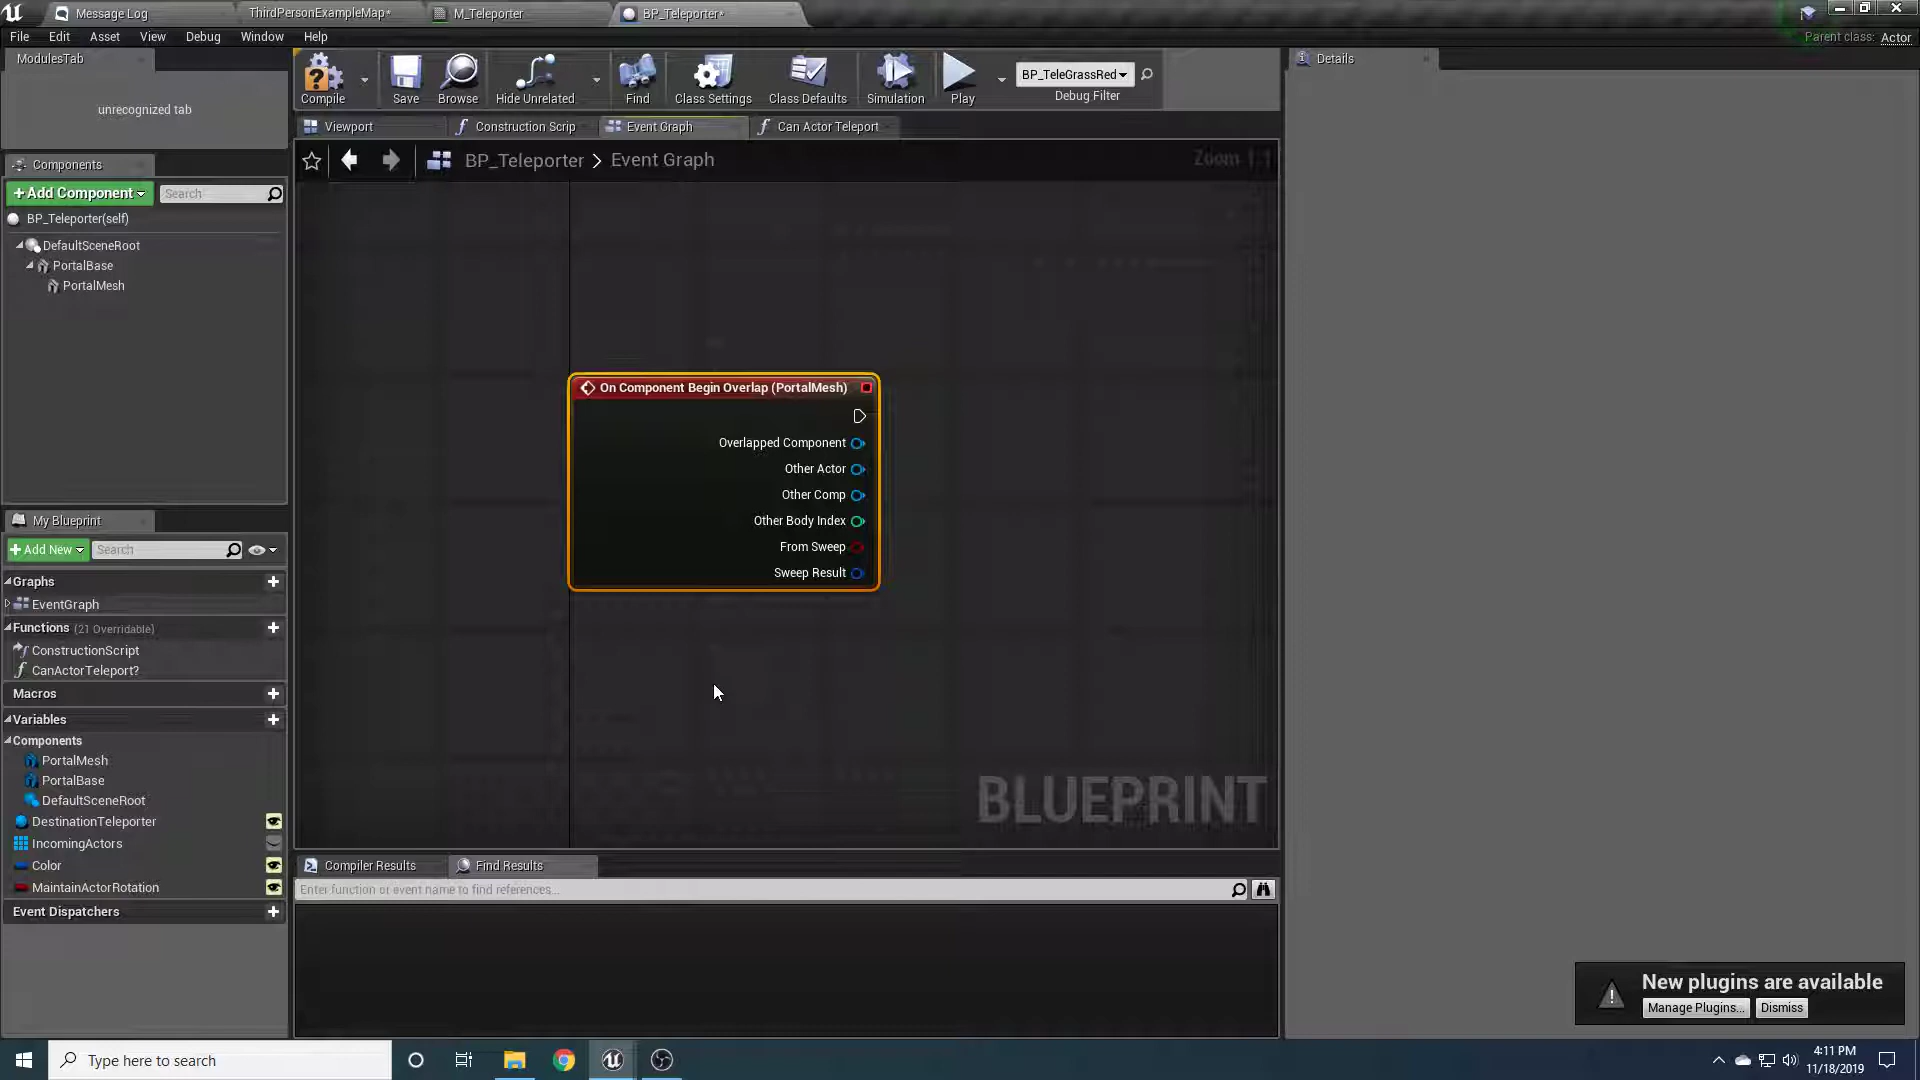 Message Log
ThirdPersonExampleMap*
M_Teleporter
BP_Teleporter*
File Edit Asset View Debug Window Help
Parent class: Actor
ModulesTab
unrecognized tab
Compile
Save
Browse
Hide Unrelated
Find
Class Settings
Class Defaults
Simulation
Play
BP_TeleGrassRed
Debug Filter
Details
Viewport
Construction Scrip
Event Graph
Can Actor Teleport
BP_Teleporter > Event Graph
Zoom 1:1
Components
+Add Component
Search
BP_Teleporter(self)
DefaultSceneRoot
PortalBase
PortalMesh
On Component Begin Overlap (PortalMesh)
Overlapped Component
Other Actor
Other Comp
Other Body Index
From Sweep
Sweep Result
BLUEPRINT
My Blueprint
+Add New
Search
Graphs
EventGraph
Functions (21 Overridable)
ConstructionScript
CanActorTeleport?
Macros
Variables
Components
PortalMesh
PortalBase
DefaultSceneRoot
DestinationTeleporter
IncomingActors
Color
MaintainActorRotation
Event Dispatchers
Compiler Results
Find Results
Enter function or event name to find references...
New plugins are available
Manage Plugins...
Dismiss
Type here to search
4:11 PM
11/18/2019